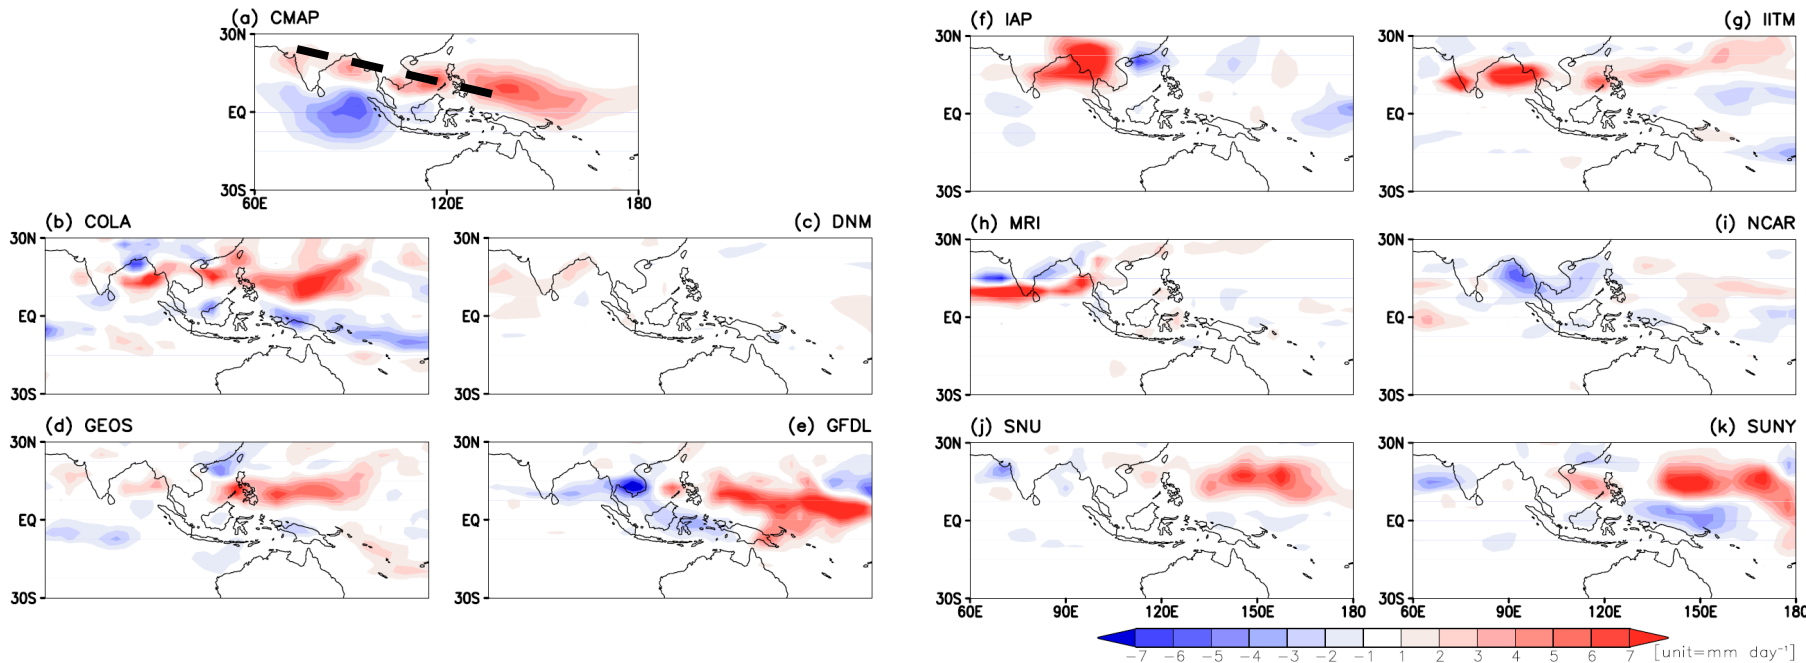 (a) CMAP
30N
EQ
30S
60E
120E
180
(b) COLA
30N
EQ
30S
(c) DNM
30N
EQ
30S
(d) GEOS
30N
EQ
30S
(e) GFDL
30N
EQ
30S
(f) IAP
30N
EQ
30S
(g) IITM
30N
EQ
30S
(h) MRI
30N
EQ
30S
(i) NCAR
30N
EQ
30S
(j) SNU
30N
EQ
30S
60E 90E 120E 150E 180
(k) SUNY
30N
EQ
30S
60E 90E 120E 150E 180
-7 -6 -5 -4 -3 -2 -1 1 2 3 4 5 6 7 [unit=mm day⁻¹]